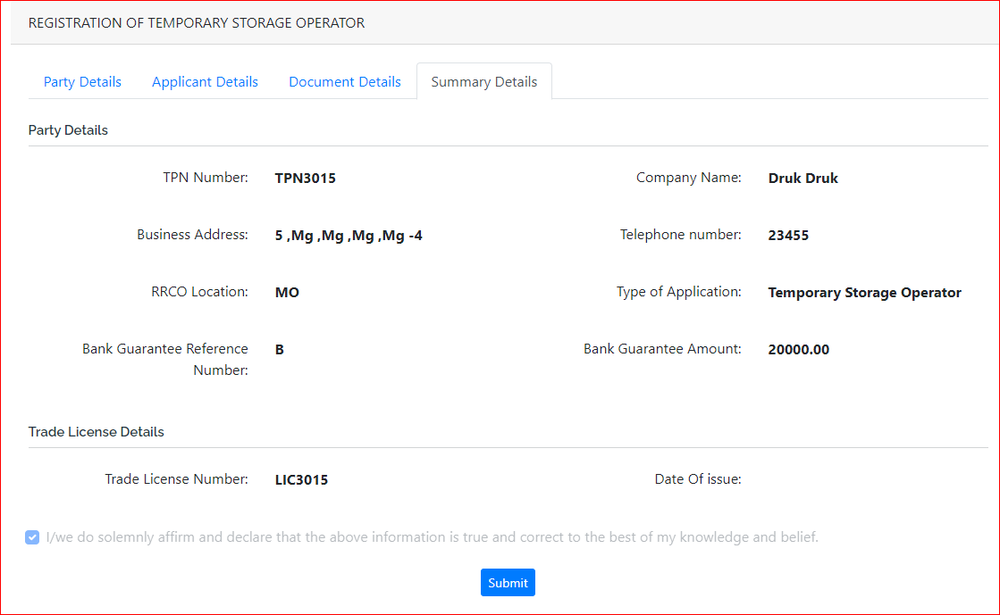 REGISTRATION OF TEMPORARY STORAGE OPERATOR
Party Details Applicant Details Document Details Summary Details
Party Details
TPN Number: TPN3015 Company Name: Druk Druk
Business Address: 5 ,Mg ,Mg ,Mg ,Mg -4 Telephone number: 23455
RRCO Location: MO Type of Application: Temporary Storage Operator
Bank Guarantee Reference B Bank Guarantee Amount: 20000.00
Number:
Trade License Details
Trade License Number: LIC3015 Date Of issue:
I/we do solemnly affirm and declare that the above information is true and correct to the best of my knowledge and belief.
Submit